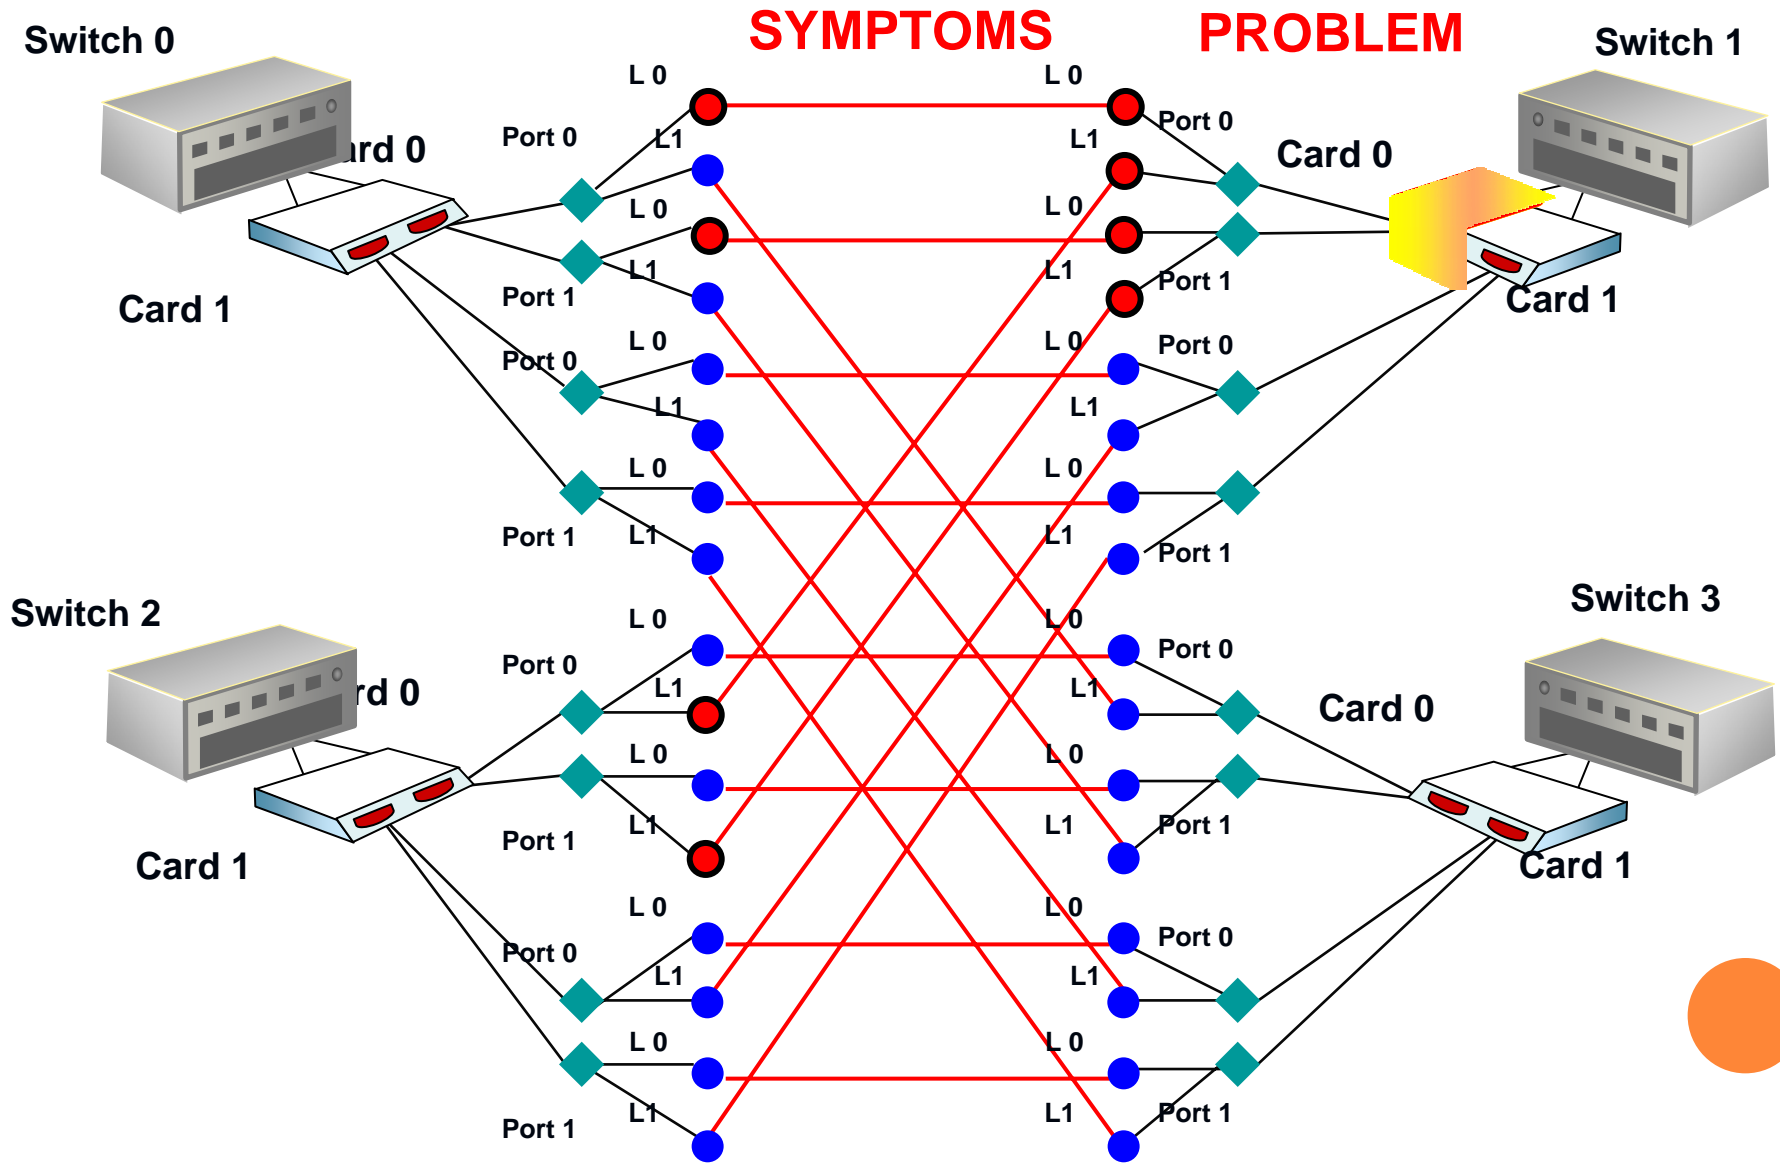 SYMPTOMS
PROBLEM
Switch 0
Switch 1
L 0
L 0
Port 0
L1
L1
Port 0
ard 0
Card 0
L 0
L 0
L1
L1
Port 1
Port 1
Card 1
Card 1
L 0
L 0
Port 0
Port 0
L1
L1
L 0
L 0
Port 1
L1
L1
Port 1
Switch 2
Switch 3
L 0
L 0
Port 0
Port 0
L1
L1
rd 0
Card 0
L 0
L 0
L1
L1
Port 1
Port 1
Card 1
Card 1
L 0
L 0
Port 0
Port 0
L1
L1
L 0
L 0
Port 1
L1
L1
Port 1